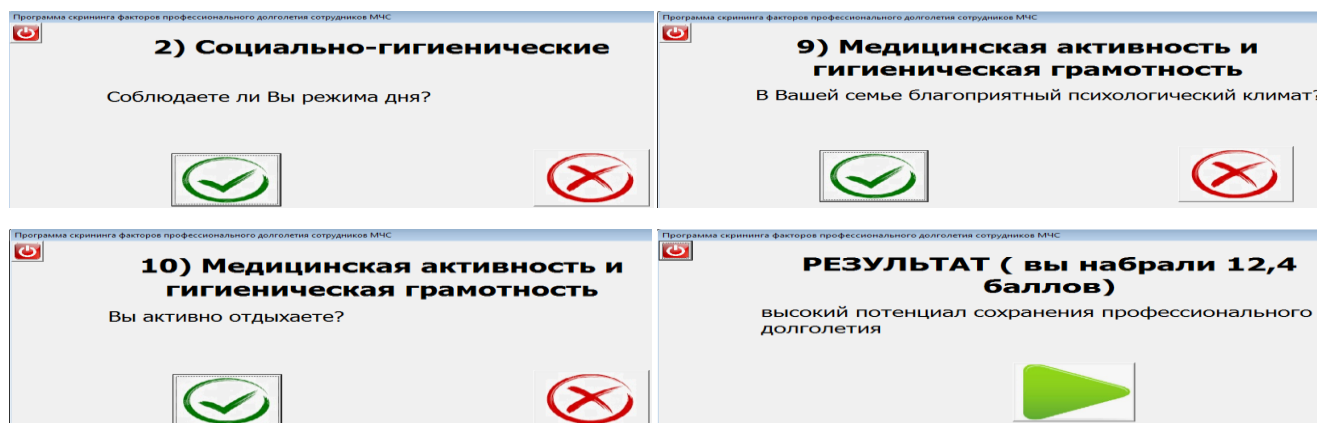 Программа скрининга факторов профессионального долголетия сотрудников МЧС
2) Социально-гигиенические
Соблюдаете ли Вы режима дня?
Программа скрининга факторов профессионального долголетия сотрудников МЧС
9) Медицинская активность и
гигиеническая грамотность
В Вашей семье благоприятный психологический климат?
Программа скрининга факторов профессионального долголетия сотрудников МЧС
10) Медицинская активность и
гигиеническая грамотность
Вы активно отдыхаете?
Программа скрининга факторов профессионального долголетия сотрудников МЧС
РЕЗУЛЬТАТ ( вы набрали 12,4
баллов)
высокий потенциал сохранения профессионального
долголетия